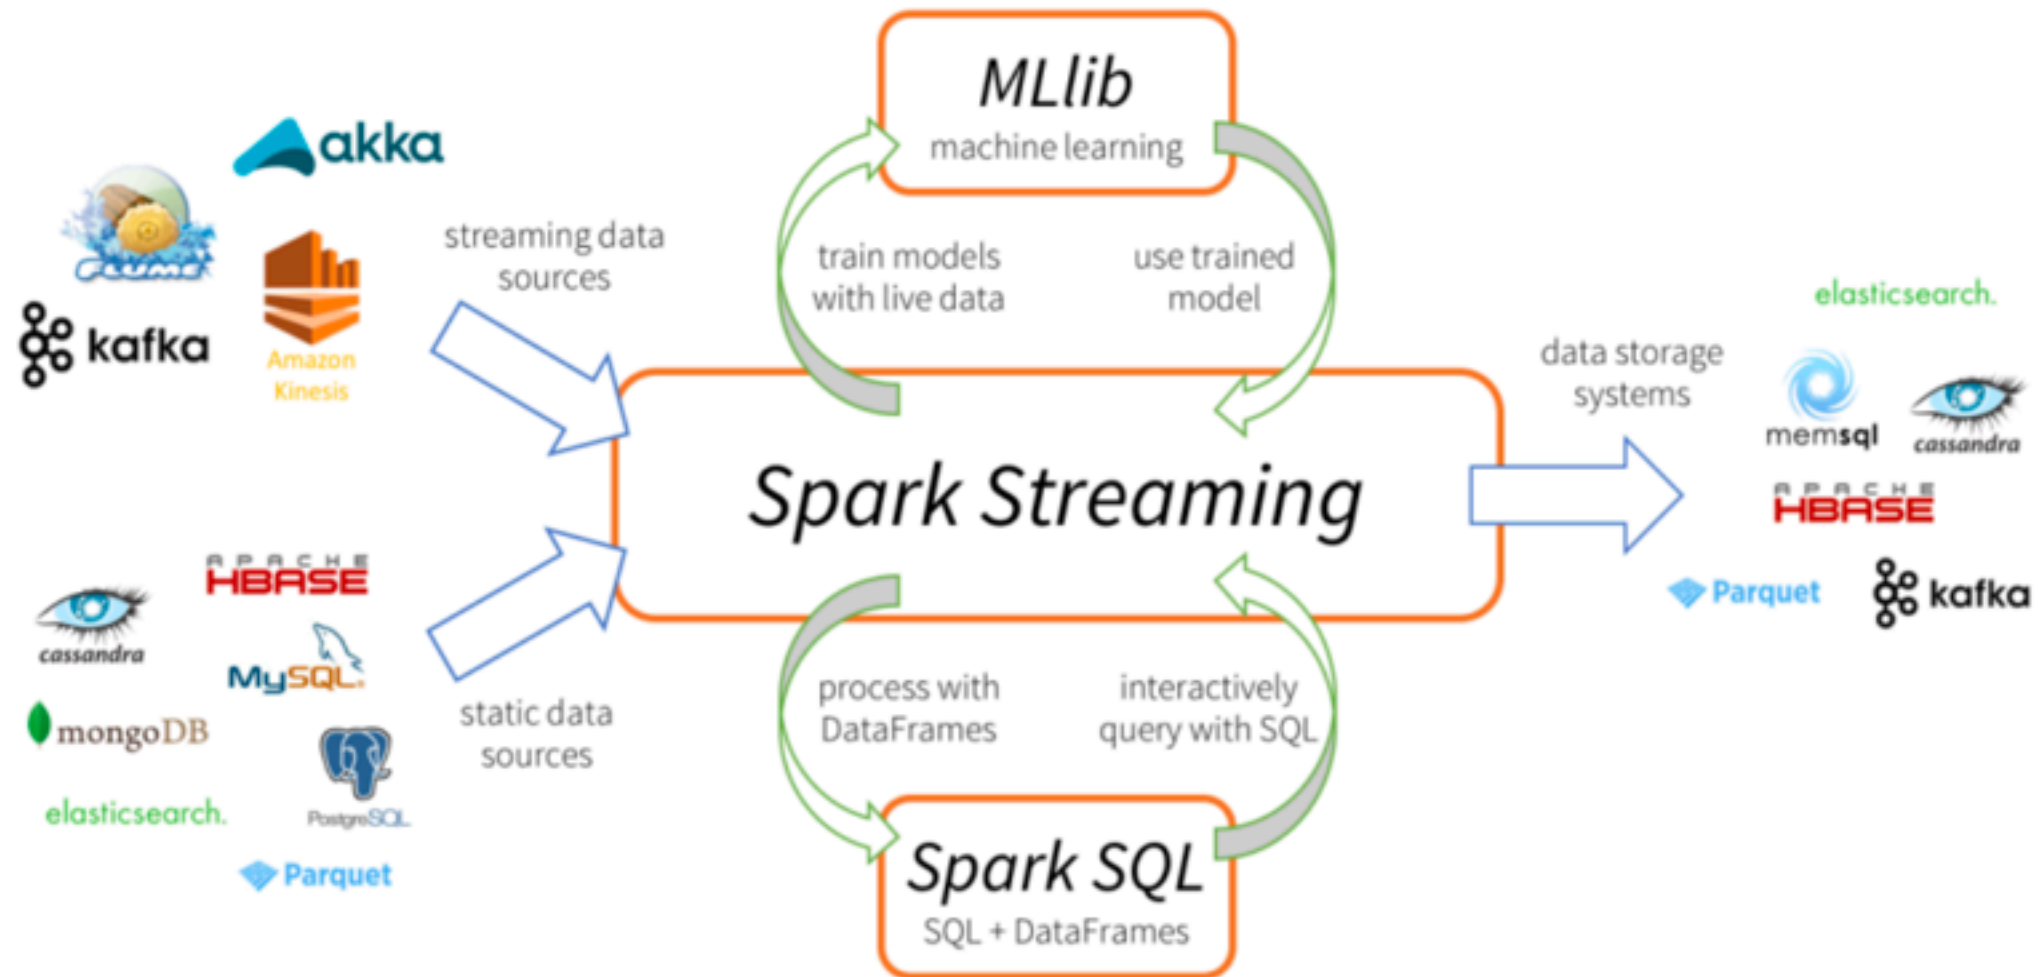 MLlib
machine learning
akka
FLUME
streaming data
sources
train models
with live data
use trained
model
kafka
Amazon
Kinesis
elasticsearch.
data storage
systems
memsql
cassandra
Spark Streaming
APACHE
HBASE
Parquet
kafka
APACHE
HBASE
cassandra
MySQL.
static data
sources
process with
DataFrames
interactively
query with SQL
mongoDB
PostgreSQL
elasticsearch.
Parquet
Spark SQL
SQL + DataFrames